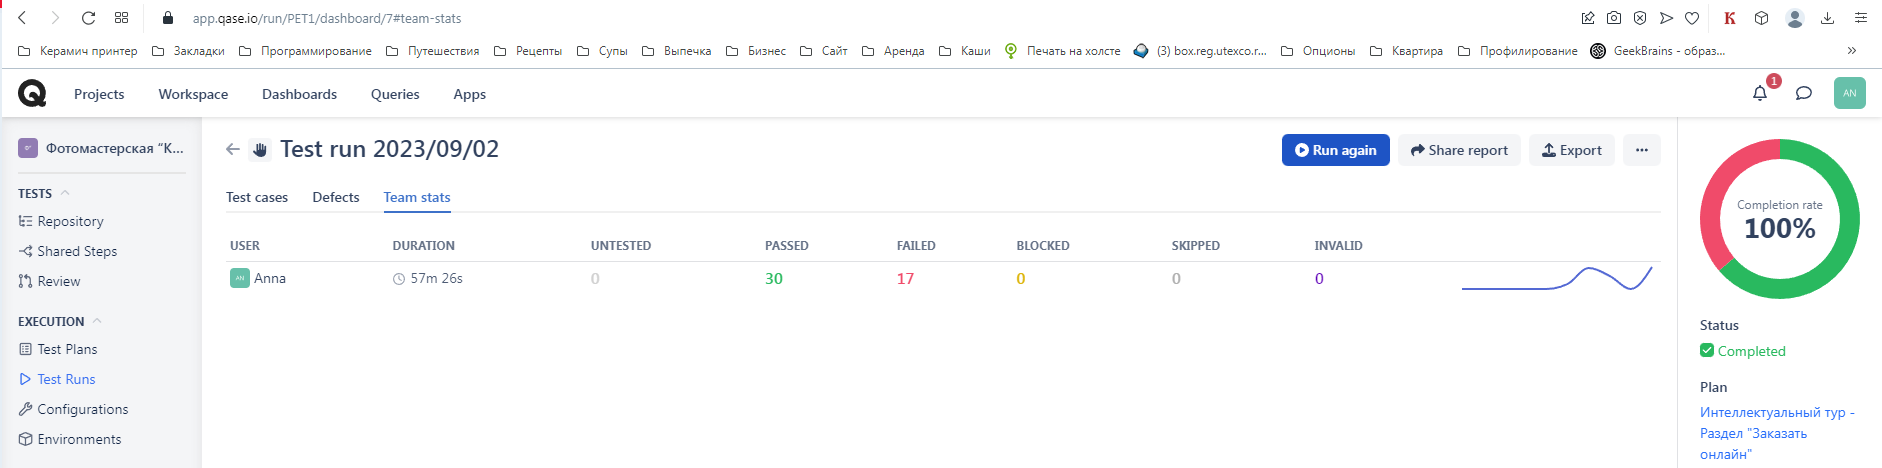 app.qase.io/run/PET1/dashboard/7#team-stats
K
Керамич принтер
Закладки
Программирование
Путешествия
Рецепты
Супы
Выпечка
Бизнес
Сайт
Аренда
Каши
Печать на холсте
(3) box.reg.utexco.r...
Опционы
Квартира
Профилирование
GeekBrains - образ...
»
Projects
Workspace
Dashboards
Queries
Apps
1
AN
Фотомастерская “К...
TESTS
Repository
Shared Steps
Review
EXECUTION
Test Plans
Test Runs
Configurations
Environments
Test run 2023/09/02
Run again
Share report
Export
Test cases
Defects
Team stats
USER DURATION UNTESTED PASSED FAILED BLOCKED SKIPPED INVALID
AN Anna 57m 26s 0 30 17 0 0 0
Completion rate
100%
Status
Completed
Plan
Интеллектуальный тур -
Раздел "Заказать
онлайн"